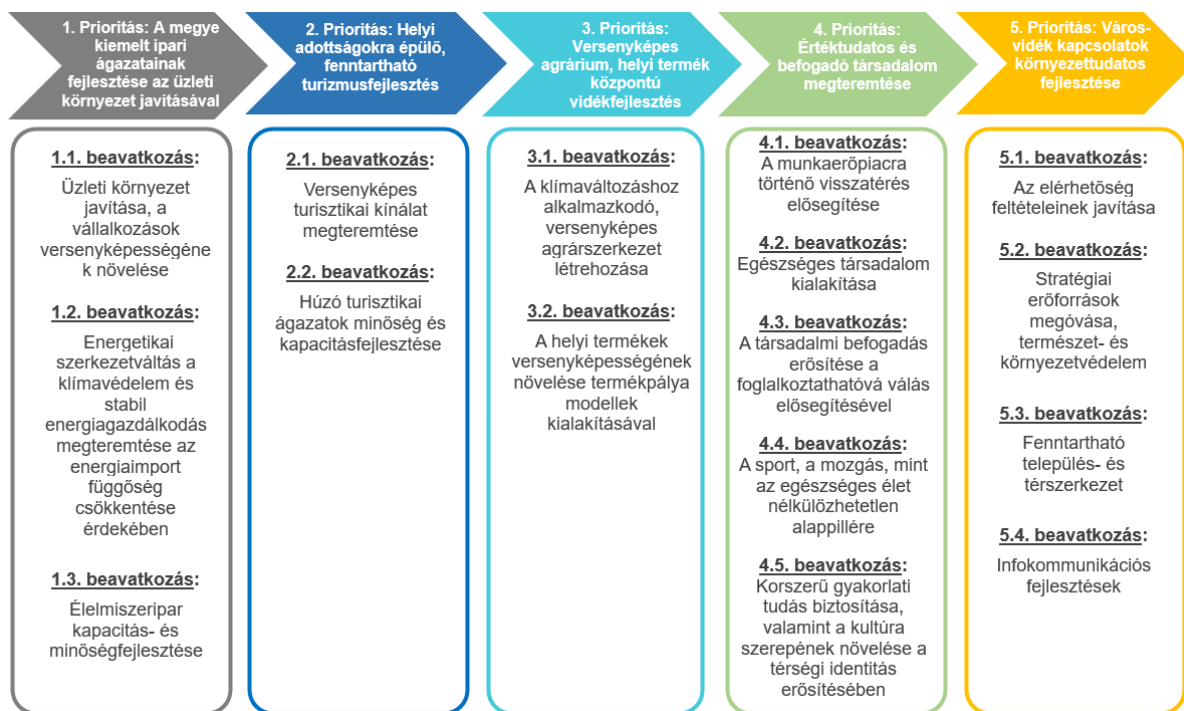 1. Prioritás: A megye
kiemelt ipari
ágazatainak
fejlesztése az üzleti
környezet javításával
2. Prioritás: Helyi
adottságokra épülő,
fenntartható
turizmusfejlesztés
3. Prioritás:
Versenyképes
agrárium, helyi termék
központú
vidékfejlesztés
4. Prioritás:
Értéktudatos és
befogadó társadalom
megteremtése
5. Prioritás: Város-
vidék kapcsolatok
környezettudatos
fejlesztése
1.1. beavatkozás:
Üzleti környezet
javítása, a
vállalkozások
versenyképességéne
k növelése
1.2. beavatkozás:
Energetikai
szerkezetváltás a
klímavédelem és
stabil
energiagazdálkodás
megteremtése az
energiaimport
függőség
csökkentése
érdekében
1.3. beavatkozás:
Élelmiszeripar
kapacitás- és
minőségfejlesztése
2.1. beavatkozás:
Versenyképes
turisztikai kínálat
megteremtése
2.2. beavatkozás:
Húzó turisztikai
ágazatok minőség és
kapacitásfejlesztése
3.1. beavatkozás:
A klímaváltozáshoz
alkalmazkodó,
versenyképes
agrárszerkezet
létrehozása
3.2. beavatkozás:
A helyi termékek
versenyképességének
növelése termékpálya
modellek
kialakításával
4.1. beavatkozás:
A munkaerőpiacra
történő visszatérés
elősegítése
4.2. beavatkozás:
Egészséges társadalom
kialakítása
4.3. beavatkozás:
A társadalmi befogadás
erősítése a
foglalkoztathatóvá válás
elősegítésével
4.4. beavatkozás:
A sport, a mozgás, mint
az egészséges élet
nélkülözhetetlen
alappillére
4.5. beavatkozás:
Korszerű gyakorlati
tudás biztosítása,
valamint a kultúra
szerepének növelése a
térségi identitás
erősítésében
5.1. beavatkozás:
Az elérhetőség
feltételeinek javítása
5.2. beavatkozás:
Stratégiai
erőforrások
megóvása,
természet- és
környezetvédelem
5.3. beavatkozás:
Fenntartható
település- és
térszerkezet
5.4. beavatkozás:
Infokommunikációs
fejlesztések